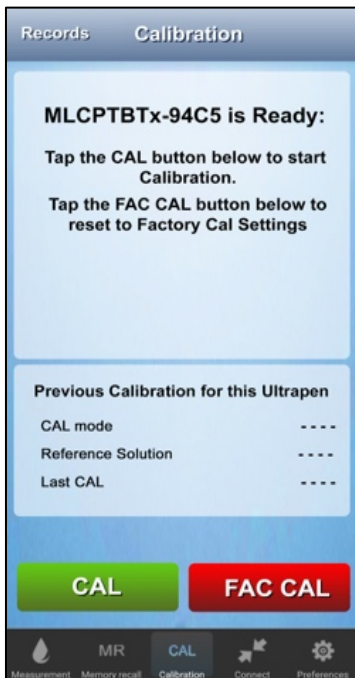 Records Calibration
MLCPTBTx-94C5 is Ready:
Tap the CAL button below to start
Calibration.
Tap the FAC CAL button below to
reset to Factory Cal Settings
Previous Calibration for this Ultrapen
CAL mode ----
Reference Solution ----
Last CAL ----
CAL FAC CAL
MR CAL
Measurement Memory recall Calibration Connect Preferences